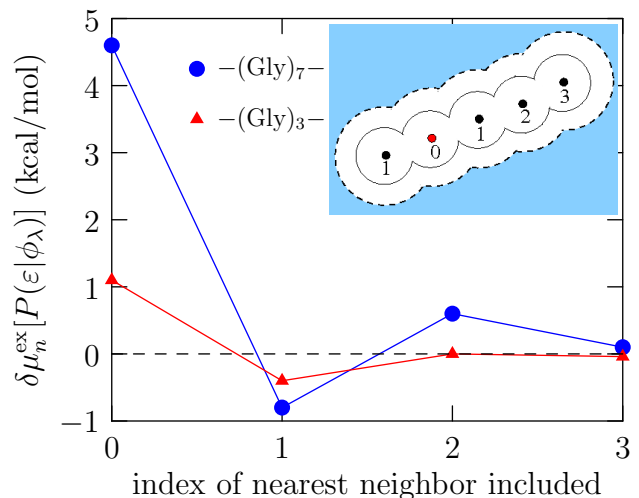 5
4
3
2
1
0
−1
δμₙᵉˣ[P(ε|ϕ_λ)] (kcal/mol)
−(Gly)₇−
−(Gly)₃−
1
0
1
2
3
0 1 2 3
index of nearest neighbor included